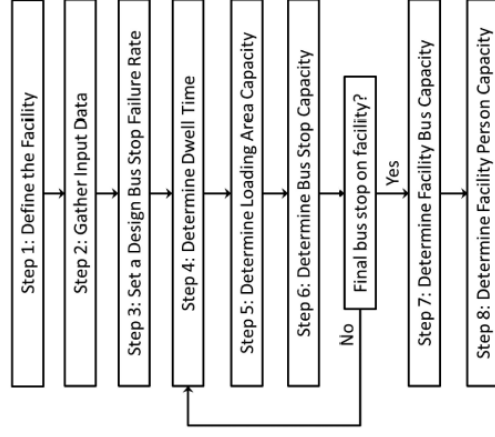 Step 1: Define the Facility
Step 2: Gather Input Data
Step 3: Set a Design Bus Stop Failure Rate
Step 4: Determine Dwell Time
Step 5: Determine Loading Area Capacity
Step 6: Determine Bus Stop Capacity
Final bus stop on facility?
No
Yes
Step 7: Determine Facility Bus Capacity
Step 8: Determine Facility Person Capacity